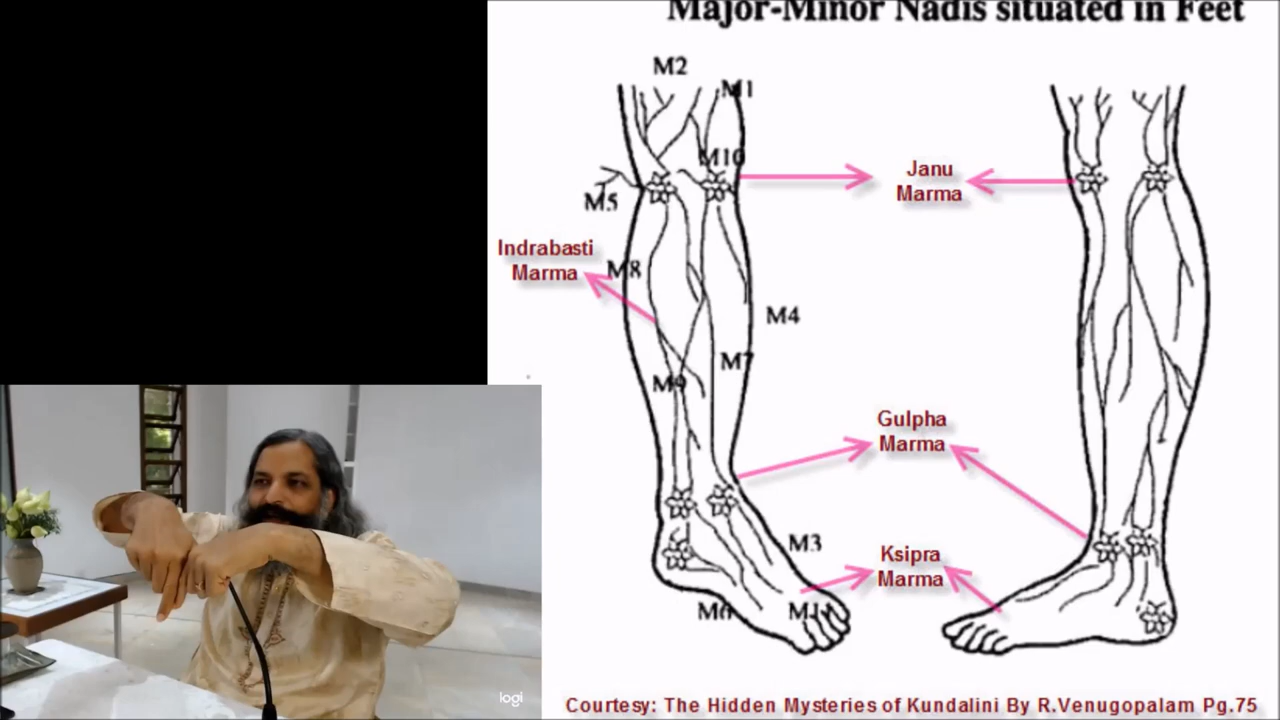 Major-Minor Nadis situated in Feet
M2
M1
M10
Janu
Marma
M5
Indrabasti
Marma
M8
M4
M7
M9
Gulpha
Marma
M3
Ksipra
Marma
M6
M11
logi
Courtesy: The Hidden Mysteries of Kundalini By R.Venugopalam Pg.75